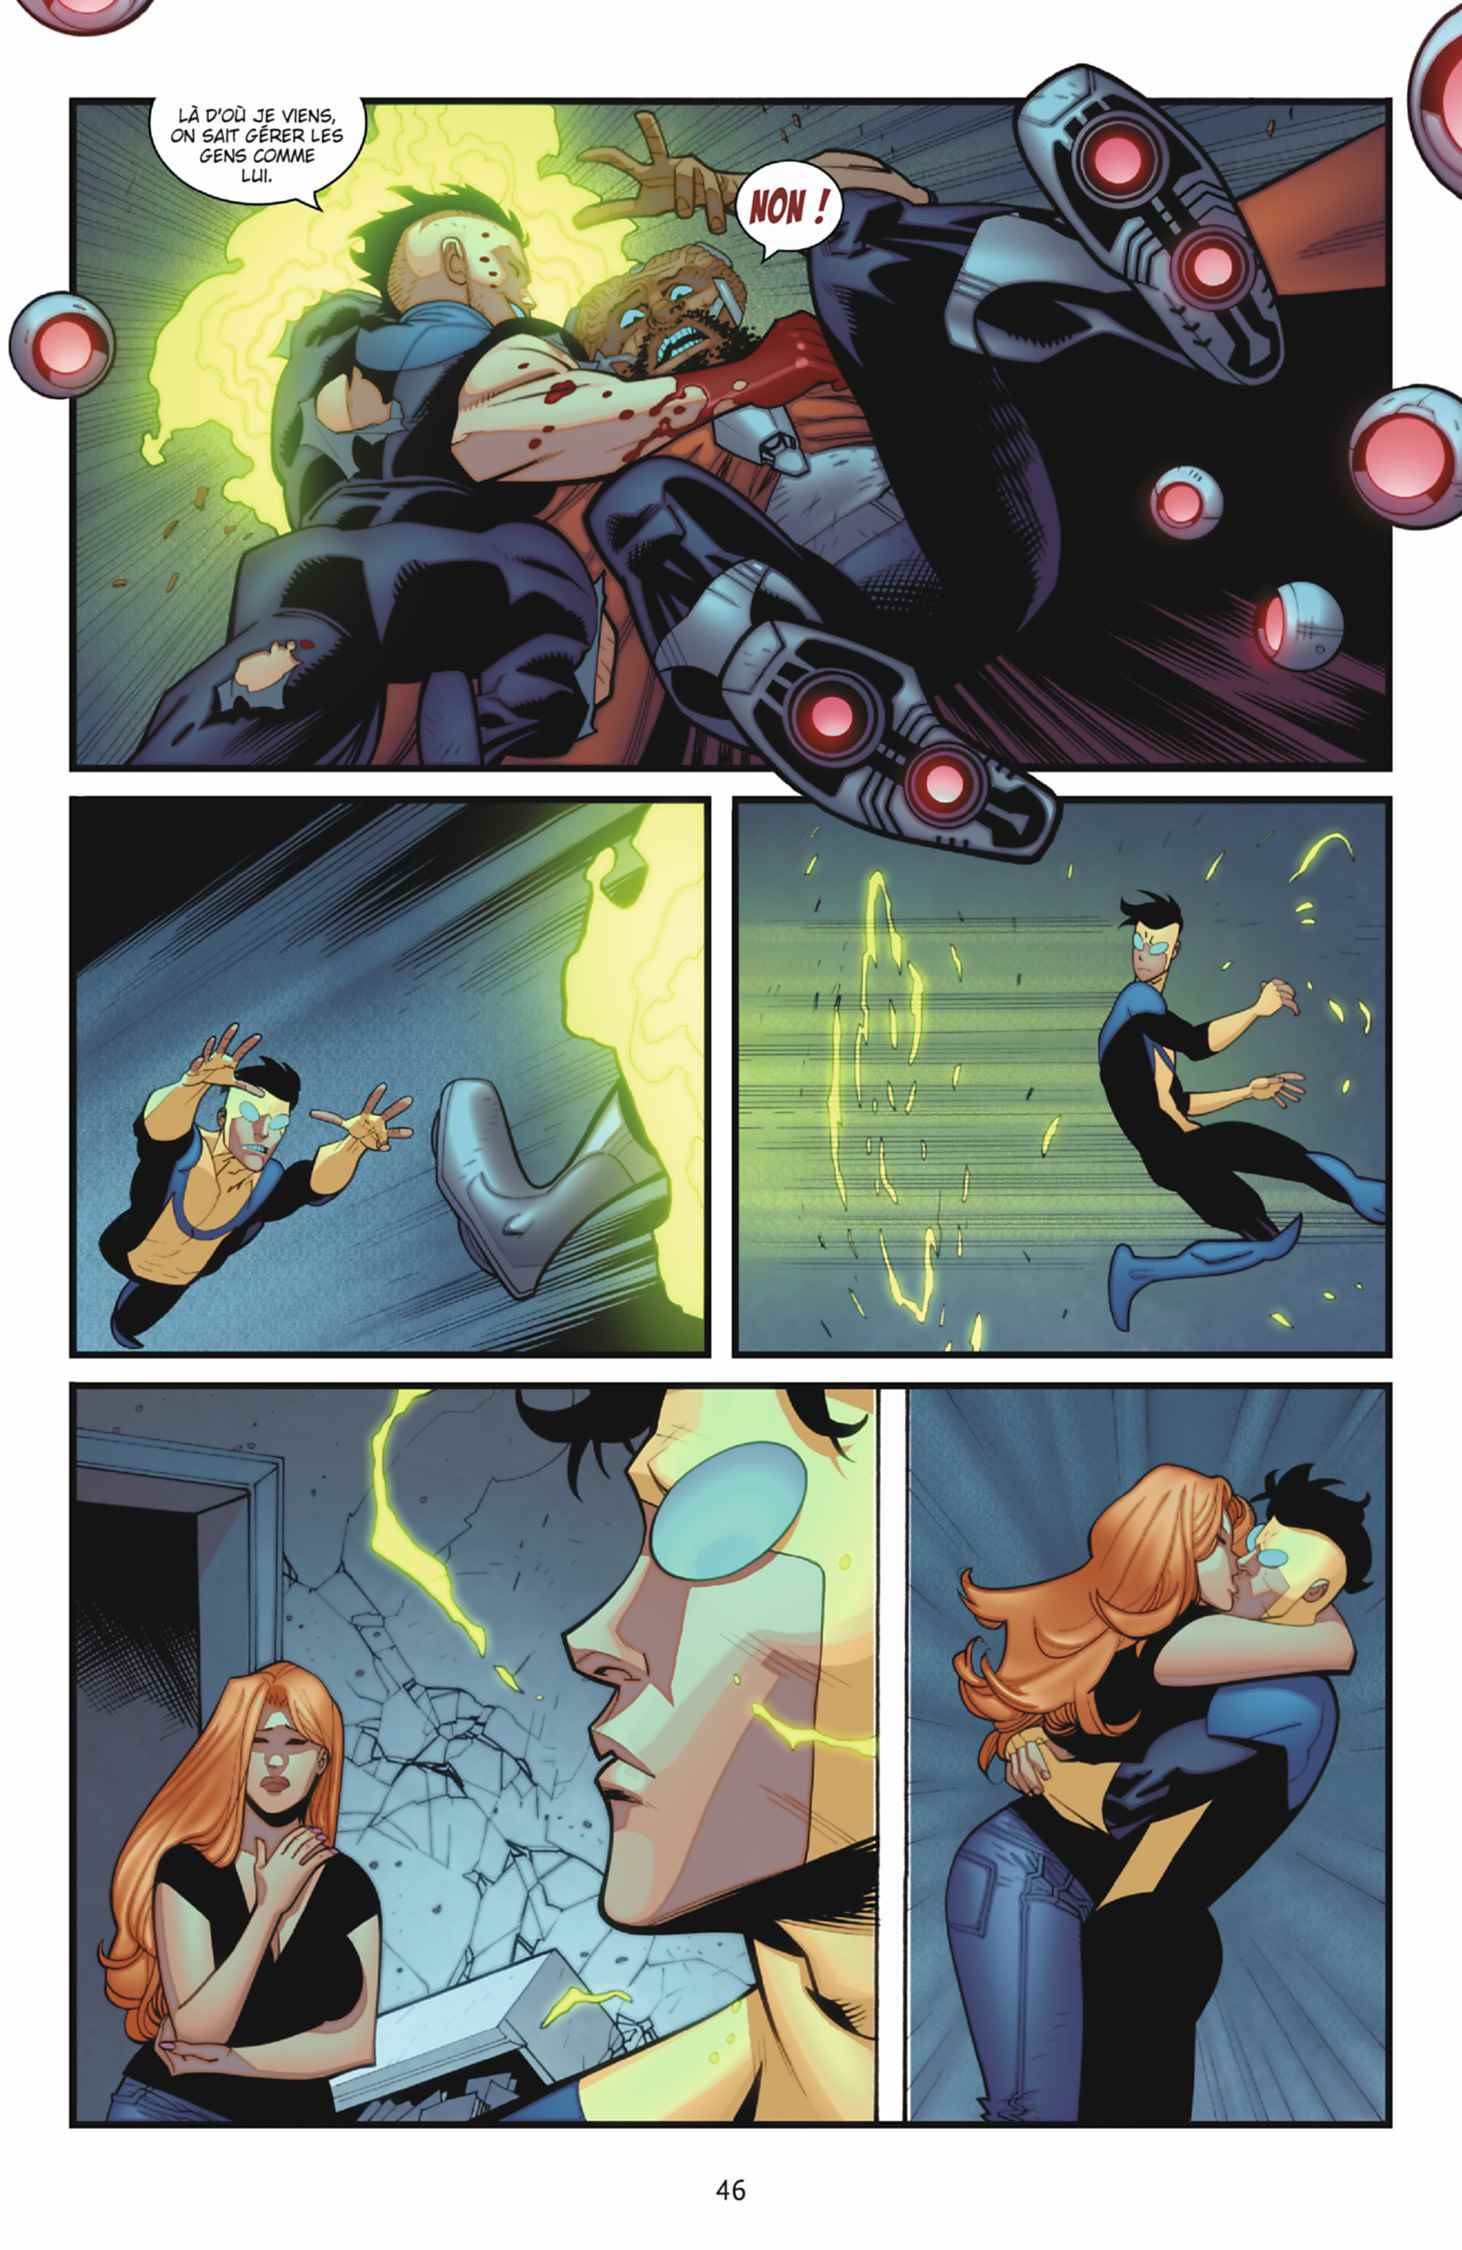 LÀ D'OÙ JE VIENS,
ON SAIT GÉRER LES
GENS COMME
LUI.
NON !
46